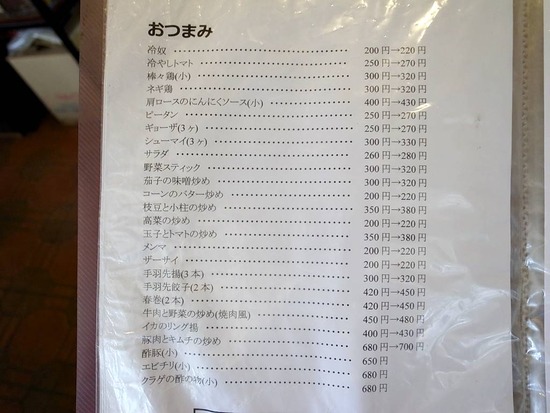 おつまみ
冷奴 200円→220円
冷やしトマト 250円→270円
棒々鶏(小) 300円→320円
ネギ鶏 300円→320円
肩ロースのにんにくソース(小) 400円→430円
ピータン 250円→270円
ギョーザ(3ヶ) 250円→270円
シューマイ(3ヶ) 300円→330円
サラダ 260円→280円
野菜スティック 300円→320円
茄子の味噌炒め 300円→320円
コーンのバター炒め 200円→220円
枝豆と小柱の炒め 350円→380円
高菜の炒め 200円→220円
玉子とトマトの炒め 350円→380円
メンマ 200円→220円
ザーサイ 200円→220円
手羽先揚(3本) 300円→320円
手羽先餃子(2本) 420円→450円
春巻(2本) 420円→450円
牛肉と野菜の炒め(焼肉風) 450円→480円
イカのリング揚 400円→430円
豚肉とキムチの炒め 680円→700円
酢豚(小) 650円
エビチリ(小) 680円
クラゲの酢の物(小) 680円